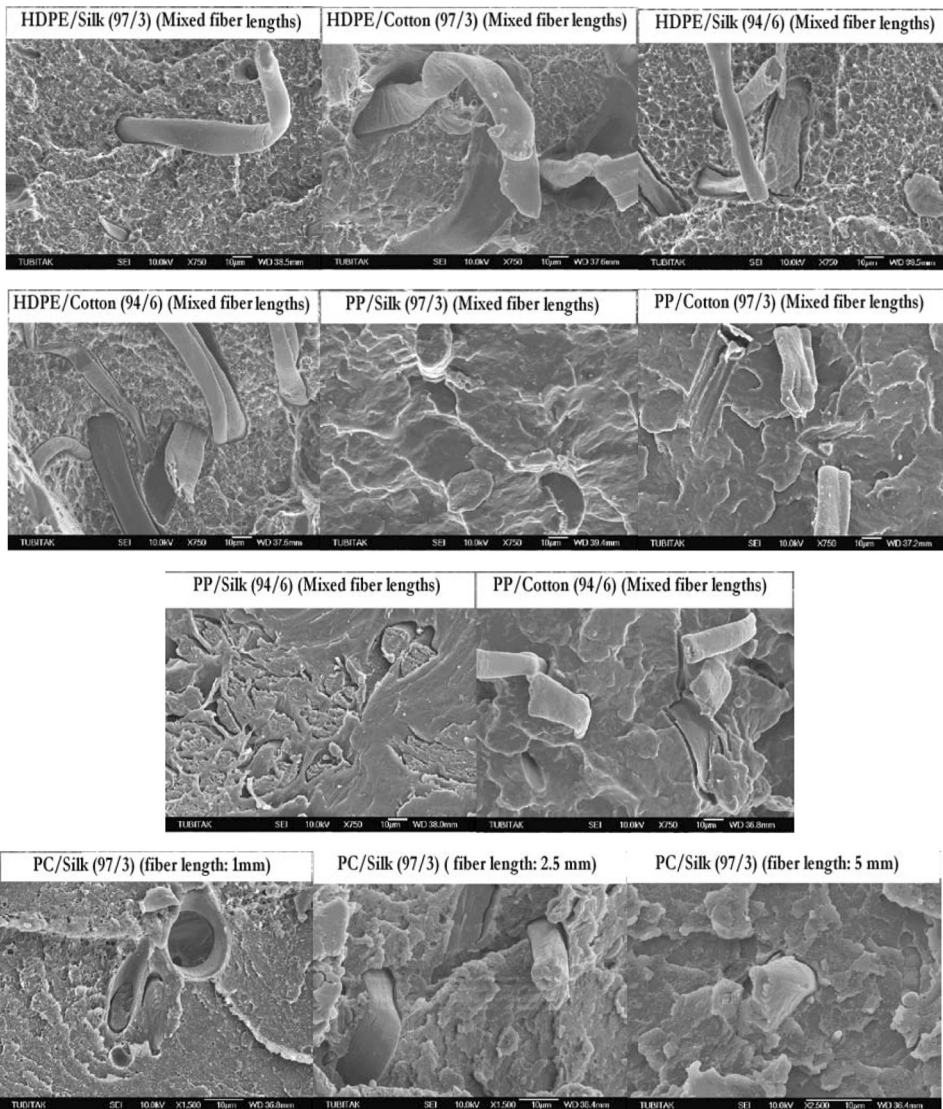 HDPE/Silk (97/3) (Mixed fiber lengths)
HDPE/Cotton (97/3) (Mixed fiber lengths)
HDPE/Silk (94/6) (Mixed fiber lengths)
TUBITAK SEI 10.0kV X750 10µm WD 38.5mm
TUBITAK SEI 10.0kV X750 10µm WD 37.6mm
TUBITAK SEI 10.0kV X750 10µm WD 39.5mm
HDPE/Cotton (94/6) (Mixed fiber lengths)
PP/Silk (97/3) (Mixed fiber lengths)
PP/Cotton (97/3) (Mixed fiber lengths)
TUBITAK SEI 10.0kV X750 10µm WD 37.6mm
TUBITAK SEI 10.0kV X750 10µm WD 39.4mm
TUBITAK SEI 10.0kV X750 10µm WD 37.2mm
PP/Silk (94/6) (Mixed fiber lengths)
PP/Cotton (94/6) (Mixed fiber lengths)
TUBITAK SEI 10.0kV X750 10µm WD 38.0mm
TUBITAK SEI 10.0kV X750 10µm WD 36.8mm
PC/Silk (97/3) (fiber length: 1mm)
PC/Silk (97/3) ( fiber length: 2.5 mm)
PC/Silk (97/3) (fiber length: 5 mm)
TUBITAK SEI 10.0kV X1,500 10µm WD 36.8mm
TUBITAK SEI 10.0kV X1,500 10µm WD 36.4mm
TUBITAK SEI 10.0kV X2,500 10µm WD 36.4mm